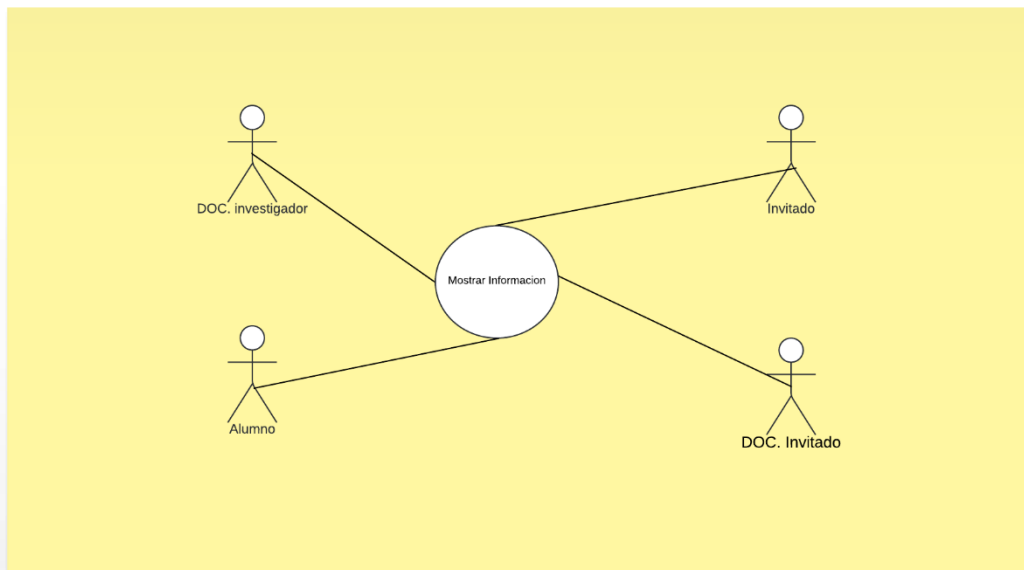 DOC. investigador
Invitado
Mostrar Informacion
Alumno
DOC. Invitado